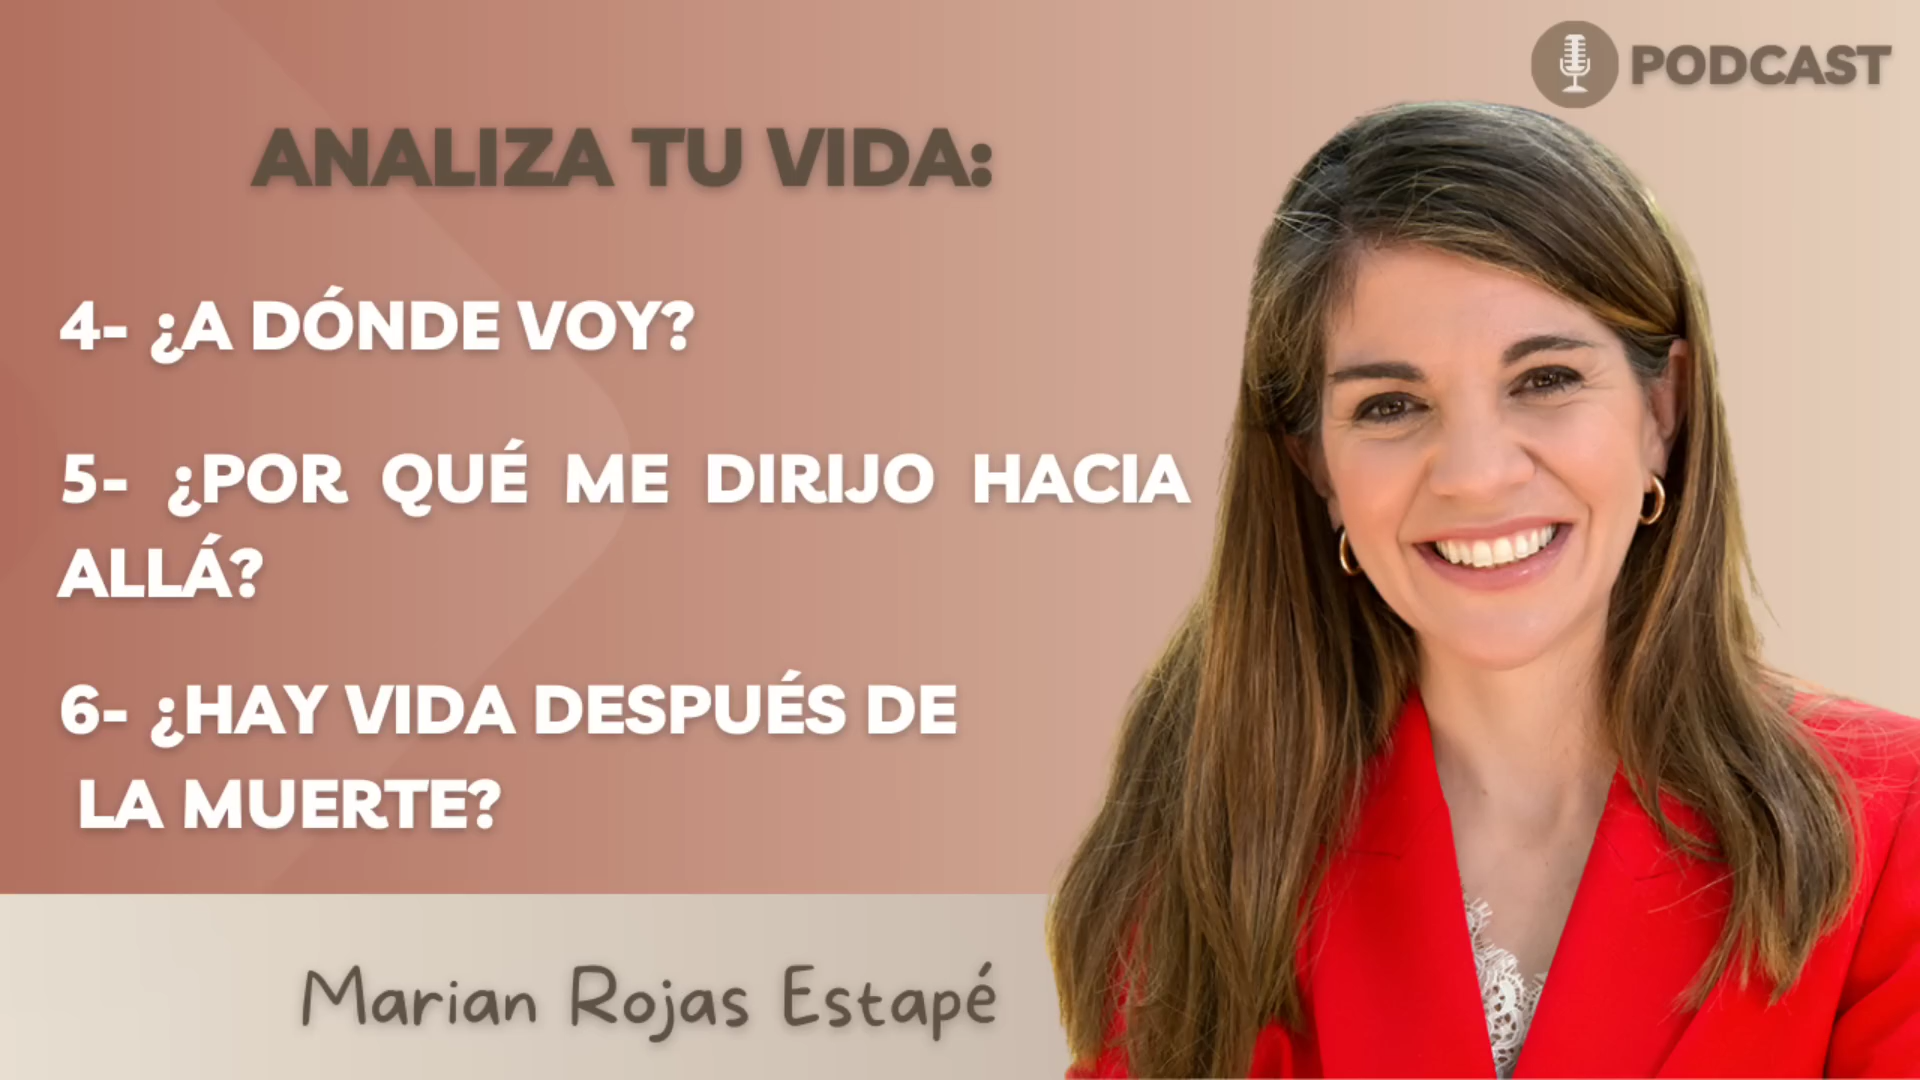 PODCAST
ANALIZA TU VIDA:
4- ¿A DÓNDE VOY?
5- ¿POR QUÉ ME DIRIJO HACIA
ALLÁ?
6- ¿HAY VIDA DESPUÉS DE
LA MUERTE?
Marian Rojas Estapé